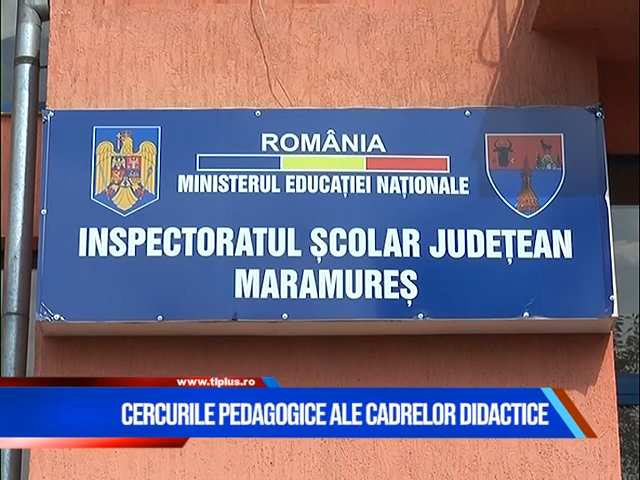 ROMÂNIA
MINISTERUL EDUCAȚIEI NAȚIONALE
INSPECTORATUL ȘCOLAR JUDEȚEAN
MARAMUREȘ
www.tlplus.ro
CERCURILE PEDAGOGICE ALE CADRELOR DIDACTICE